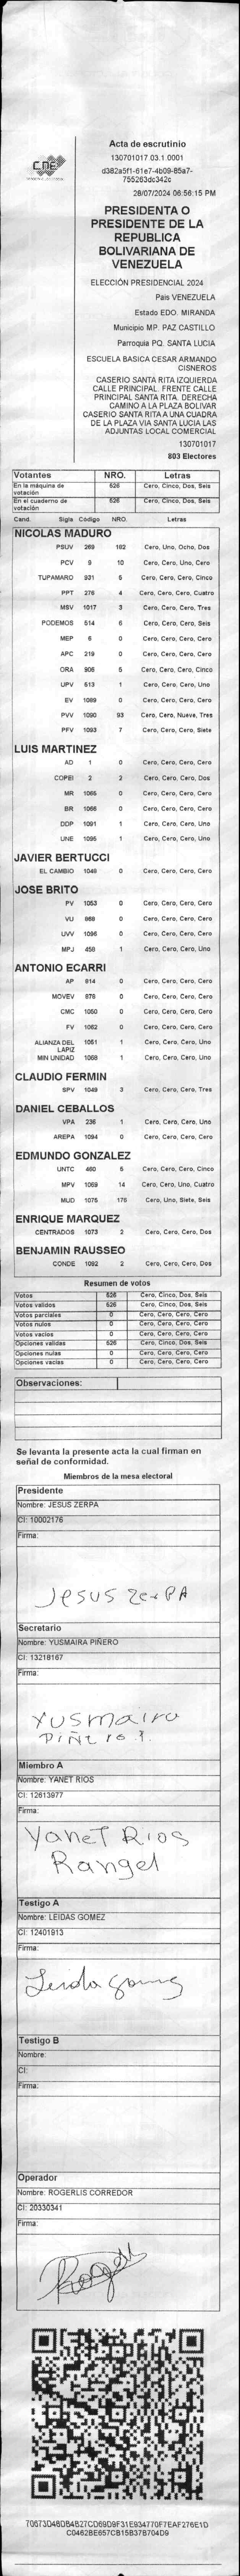 CNE
Acta de escrutinio
130701017.03.1.0001
d382a5f1-61e7-4b09-85a7-
755263dc342c
28/07/2024 06:56:15 PM
PRESIDENTA O
PRESIDENTE DE LA
REPUBLICA
BOLIVARIANA DE
VENEZUELA
ELECCIÓN PRESIDENCIAL 2024
País VENEZUELA
Estado EDO. MIRANDA
Municipio MP. PAZ CASTILLO
Parroquia PQ. SANTA LUCIA
ESCUELA BASICA CESAR ARMANDO
CISNEROS
CASERIO SANTA RITA IZQUIERDA
CALLE PRINCIPAL. FRENTE CALLE
PRINCIPAL SANTA RITA. DERECHA
CAMINO A LA PLAZA BOLIVAR
CASERIO SANTA RITA A UNA CUADRA
DE LA PLAZA VIA SANTA LUCIA LAS
ADJUNTAS LOCAL COMERCIAL
130701017
803 Electores
Votantes NRO. Letras
En la máquina de votación 526 Cero, Cinco, Dos, Seis
En el cuaderno de votación 526 Cero, Cinco, Dos, Seis
Cand. Sigla Código NRO. Letras
NICOLAS MADURO
PSUV 269 182 Cero, Uno, Ocho, Dos
PCV 9 10 Cero, Cero, Uno, Cero
TUPAMARO 931 5 Cero, Cero, Cero, Cinco
PPT 276 4 Cero, Cero, Cero, Cuatro
MSV 1017 3 Cero, Cero, Cero, Tres
PODEMOS 514 6 Cero, Cero, Cero, Seis
MEP 6 0 Cero, Cero, Cero, Cero
APC 219 0 Cero, Cero, Cero, Cero
ORA 906 5 Cero, Cero, Cero, Cinco
UPV 513 1 Cero, Cero, Cero, Uno
EV 1089 0 Cero, Cero, Cero, Cero
PVV 1090 93 Cero, Cero, Nueve, Tres
PFV 1093 7 Cero, Cero, Cero, Siete
LUIS MARTINEZ
AD 1 0 Cero, Cero, Cero, Cero
COPEI 2 2 Cero, Cero, Cero, Dos
MR 1065 0 Cero, Cero, Cero, Cero
BR 1066 0 Cero, Cero, Cero, Cero
DDP 1091 1 Cero, Cero, Cero, Uno
UNE 1095 1 Cero, Cero, Cero, Uno
JAVIER BERTUCCI
EL CAMBIO 1048 0 Cero, Cero, Cero, Cero
JOSE BRITO
PV 1053 0 Cero, Cero, Cero, Cero
VU 868 0 Cero, Cero, Cero, Cero
UVV 1096 0 Cero, Cero, Cero, Cero
MPJ 458 1 Cero, Cero, Cero, Uno
ANTONIO ECARRI
AP 814 0 Cero, Cero, Cero, Cero
MOVEV 878 0 Cero, Cero, Cero, Cero
CMC 1050 0 Cero, Cero, Cero, Cero
FV 1052 0 Cero, Cero, Cero, Cero
ALIANZA DEL LAPIZ 1051 1 Cero, Cero, Cero, Uno
MIN UNIDAD 1058 1 Cero, Cero, Cero, Uno
CLAUDIO FERMIN
SPV 1049 3 Cero, Cero, Cero, Tres
DANIEL CEBALLOS
VPA 236 1 Cero, Cero, Cero, Uno
AREPA 1094 0 Cero, Cero, Cero, Cero
EDMUNDO GONZALEZ
UNTC 460 5 Cero, Cero, Cero, Cinco
MPV 1069 14 Cero, Cero, Uno, Cuatro
MUD 1075 175 Cero, Uno, Siete, Seis
ENRIQUE MARQUEZ
CENTRADOS 1073 2 Cero, Cero, Cero, Dos
BENJAMIN RAUSSEO
CONDE 1092 2 Cero, Cero, Cero, Dos
Resumen de votos
Votos 526 Cero, Cinco, Dos, Seis
Votos validos 526 Cero, Cinco, Dos, Seis
Votos parciales 0 Cero, Cero, Cero, Cero
Votos nulos 0 Cero, Cero, Cero, Cero
Votos vacios 0 Cero, Cero, Cero, Cero
Opciones validas 526 Cero, Cinco, Dos, Seis
Opciones nulas 0 Cero, Cero, Cero, Cero
Opciones vacias 0 Cero, Cero, Cero, Cero
Observaciones:
Se levanta la presente acta la cual firman en
señal de conformidad.
Miembros de la mesa electoral
Presidente
Nombre: JESUS ZERPA
CI: 10002176
Firma:
Jesus Zerpa
Secretario
Nombre: YUSMAIRA PIÑERO
CI: 13218167
Firma:
Yusmaira
Miembro A
Nombre: YANET RIOS
CI: 12613977
Firma:
Yanet Rios
Rangel
Testigo A
Nombre: LEIDAS GOMEZ
CI: 12401913
Firma:
Testigo B
Nombre:
CI:
Firma:
Operador
Nombre: ROGERLIS CORREDOR
CI: 20330341
Firma:
70673D48DB4B27CD69D9F31E934770F7EAF276E1D
C0462BE657CB15B37B704D9